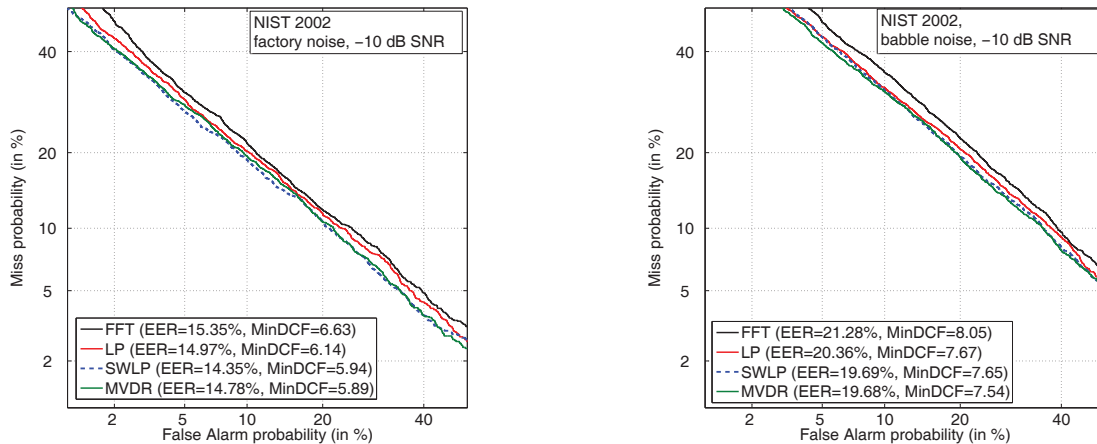 NIST 2002
factory noise, −10 dB SNR
40
20
10
5
2
Miss probability (in %)
FFT (EER=15.35%, MinDCF=6.63)
LP (EER=14.97%, MinDCF=6.14)
SWLP (EER=14.35%, MinDCF=5.94)
MVDR (EER=14.78%, MinDCF=5.89)
2 5 10 20 40
False Alarm probability (in %)
NIST 2002,
babble noise, −10 dB SNR
40
20
10
5
2
Miss probability (in %)
FFT (EER=21.28%, MinDCF=8.05)
LP (EER=20.36%, MinDCF=7.67)
SWLP (EER=19.69%, MinDCF=7.65)
MVDR (EER=19.68%, MinDCF=7.54)
2 5 10 20 40
False Alarm probability (in %)